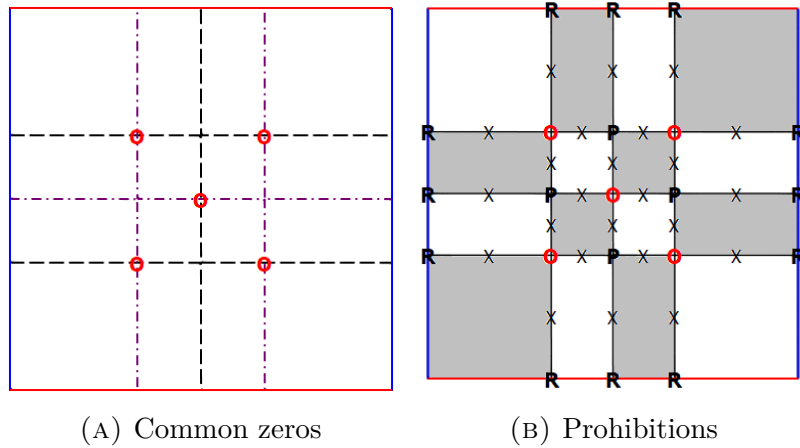 O O
O
O O
(A) Common zeros
R R R
X X X
R X O X P X O X R
X X X
R X P X O X P X R
X X X
R X O X P X O X R
X X X
R R R
(B) Prohibitions